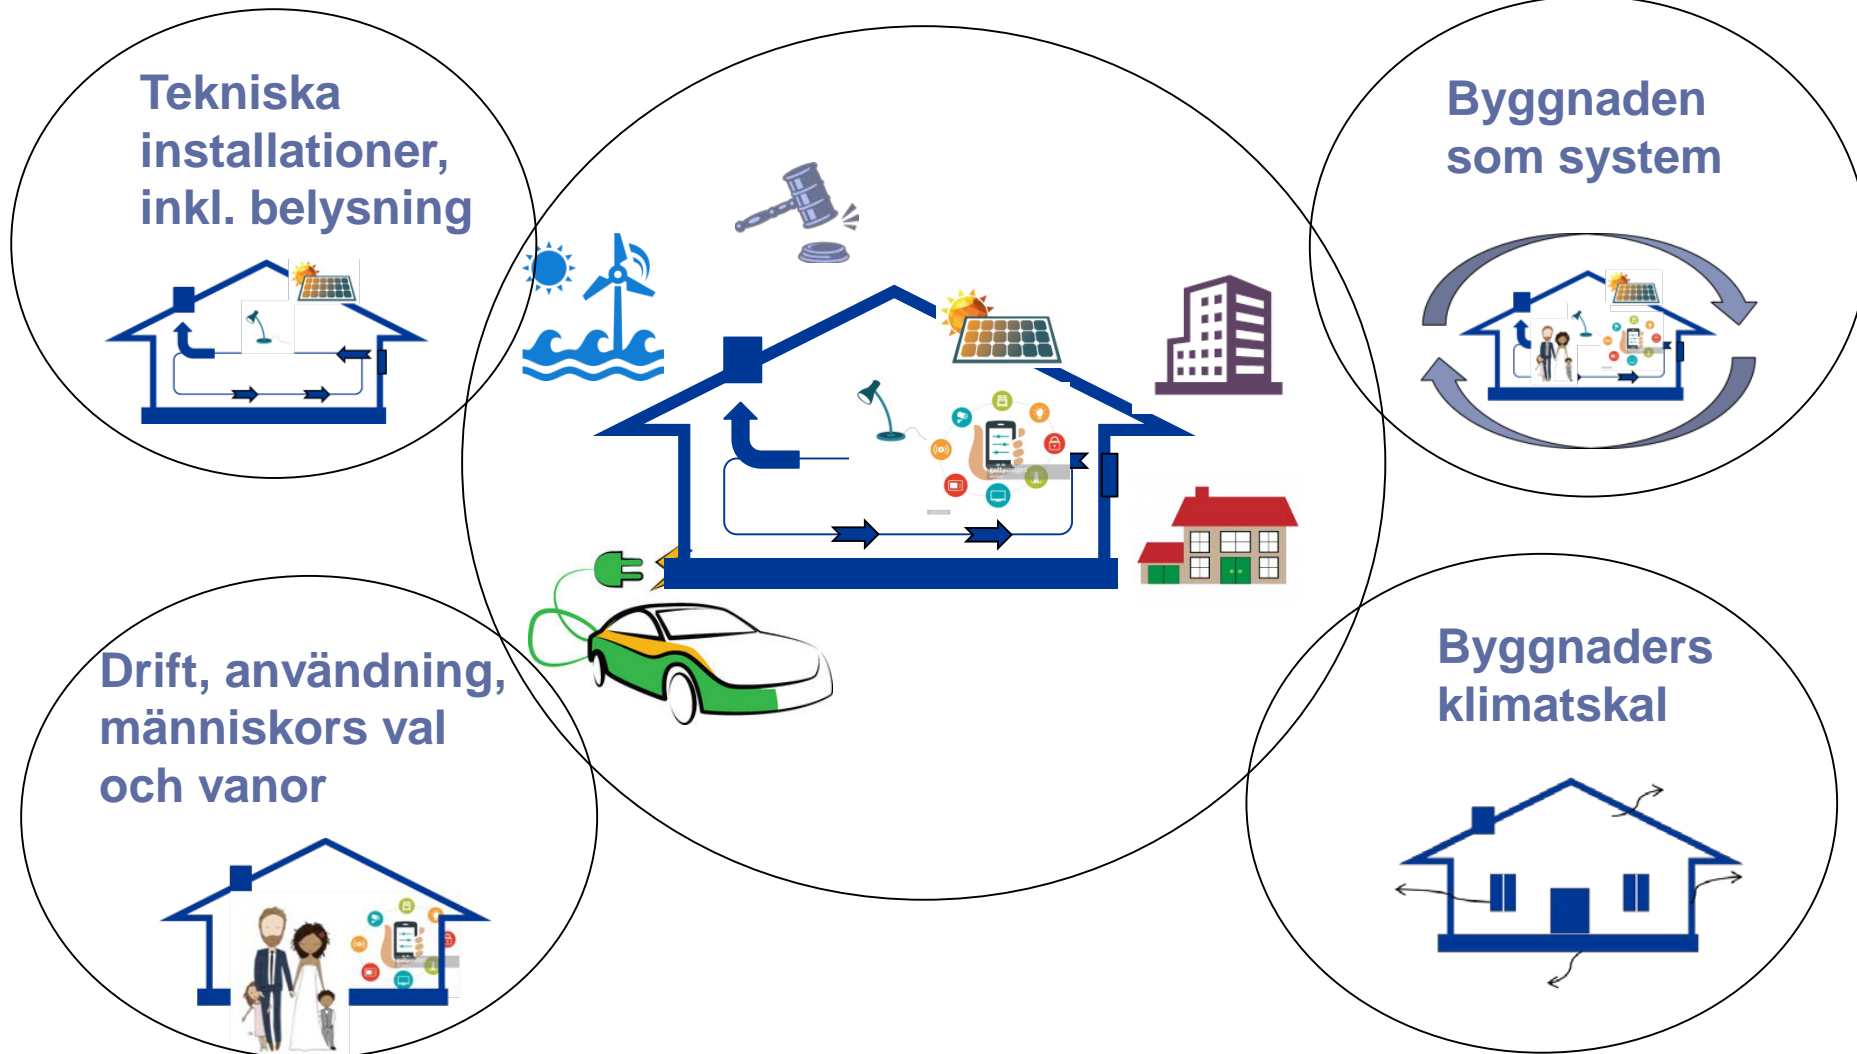 Tekniska
installationer,
inkl. belysning
Byggnaden
som system
Drift, användning,
människors val
och vanor
Byggnaders
klimatskal